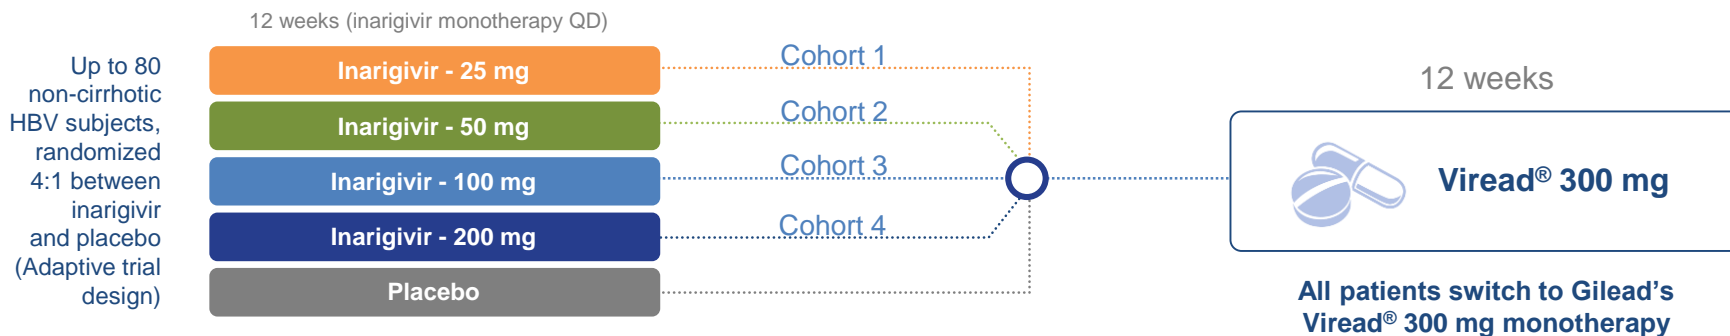 12 weeks (inarigivir monotherapy QD)
Up to 80
non-cirrhotic
HBV subjects,
randomized
4:1 between
inarigivir
and placebo
(Adaptive trial
design)
Inarigivir - 25 mg
Inarigivir - 50 mg
Inarigivir - 100 mg
Inarigivir - 200 mg
Placebo
Cohort 1
Cohort 2
Cohort 3
Cohort 4
12 weeks
Viread® 300 mg
All patients switch to Gilead’s
Viread® 300 mg monotherapy